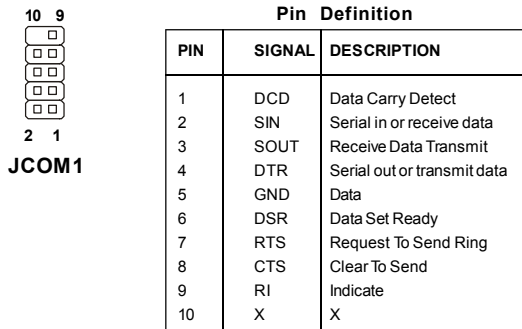 10 9
2 1
JCOM1
Pin Definition
PIN SIGNAL DESCRIPTION
1 DCD Data Carry Detect
2 SIN Serial in or receive data
3 SOUT Receive Data Transmit
4 DTR Serial out or transmit data
5 GND Data
6 DSR Data Set Ready
7 RTS Request To Send Ring
8 CTS Clear To Send
9 RI Indicate
10 X X